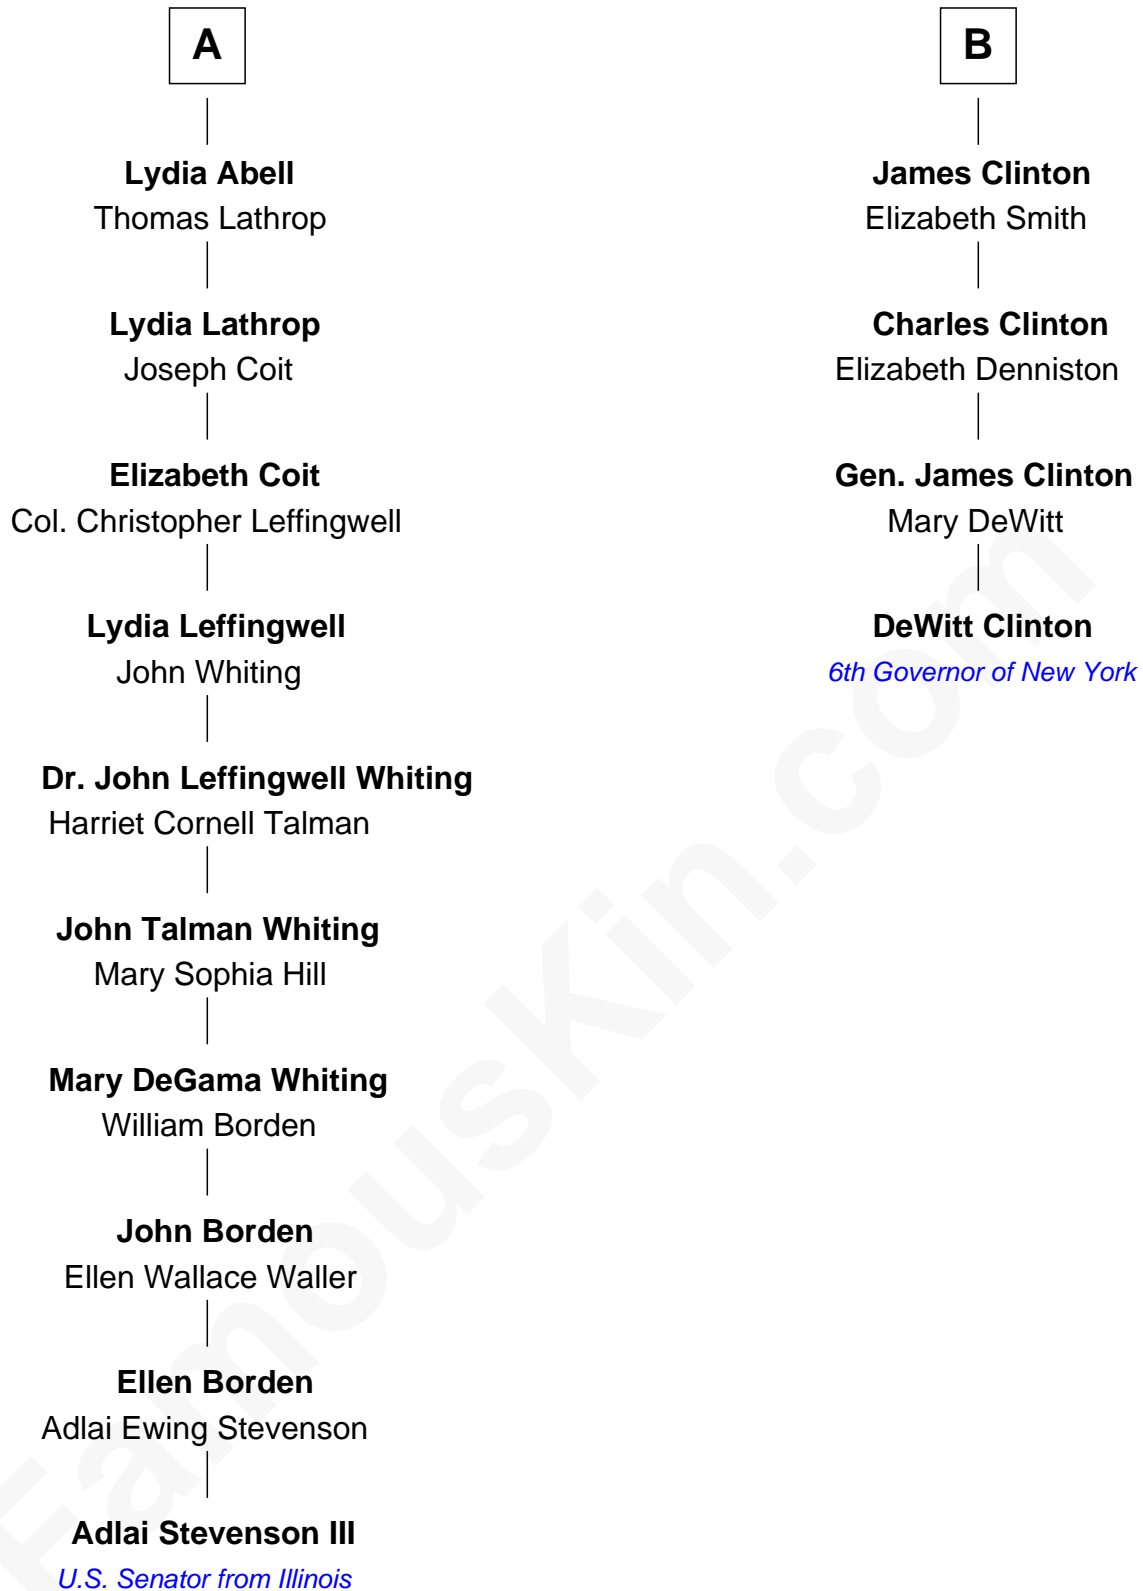 A
Lydia Abell
Thomas Lathrop
Lydia Lathrop
Joseph Coit
Elizabeth Coit
Col. Christopher Leffingwell
Lydia Leffingwell
John Whiting
Dr. John Leffingwell Whiting
Harriet Cornell Talman
John Talman Whiting
Mary Sophia Hill
Mary DeGama Whiting
William Borden
John Borden
Ellen Wallace Waller
Ellen Borden
Adlai Ewing Stevenson
Adlai Stevenson III
U.S. Senator from Illinois
B
James Clinton
Elizabeth Smith
Charles Clinton
Elizabeth Denniston
Gen. James Clinton
Mary DeWitt
DeWitt Clinton
6th Governor of New York
FamousKin.com